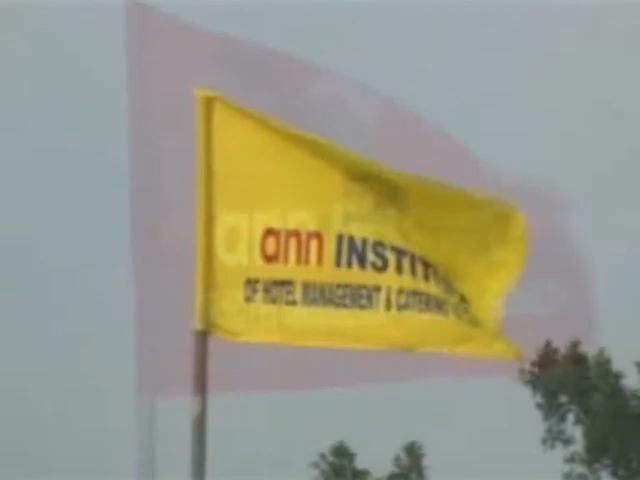 ann INSTIT
OF HOTEL MANAGEMENT & CATERING